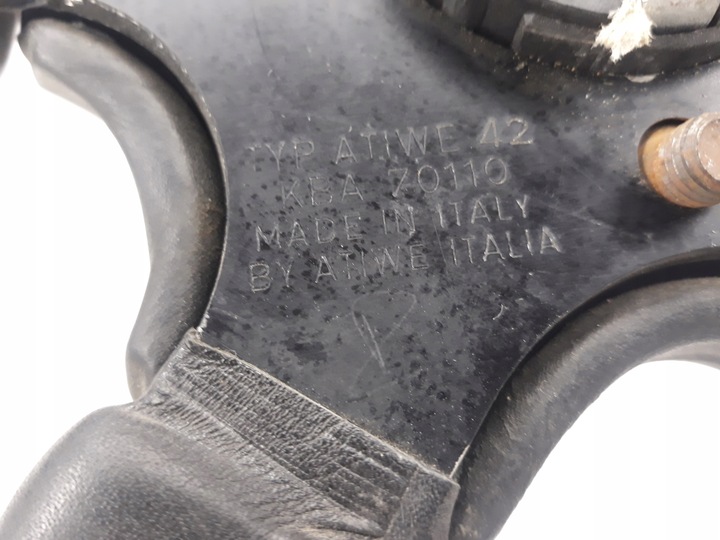 TYP ATIWE 42
KBA 70110
MADE IN ITALY
BY ATIWE ITALIA